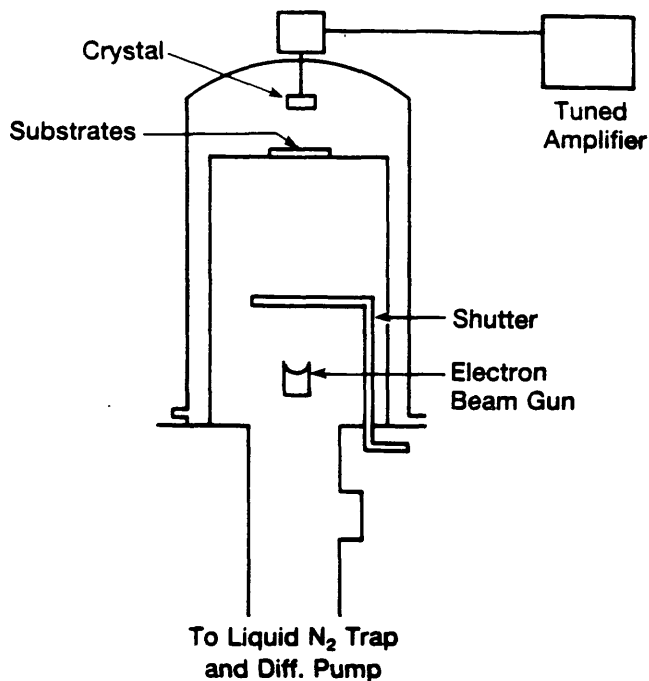 Crystal
Tuned
Amplifier
Substrates
Shutter
Electron
Beam Gun
To Liquid N₂ Trap
and Diff. Pump